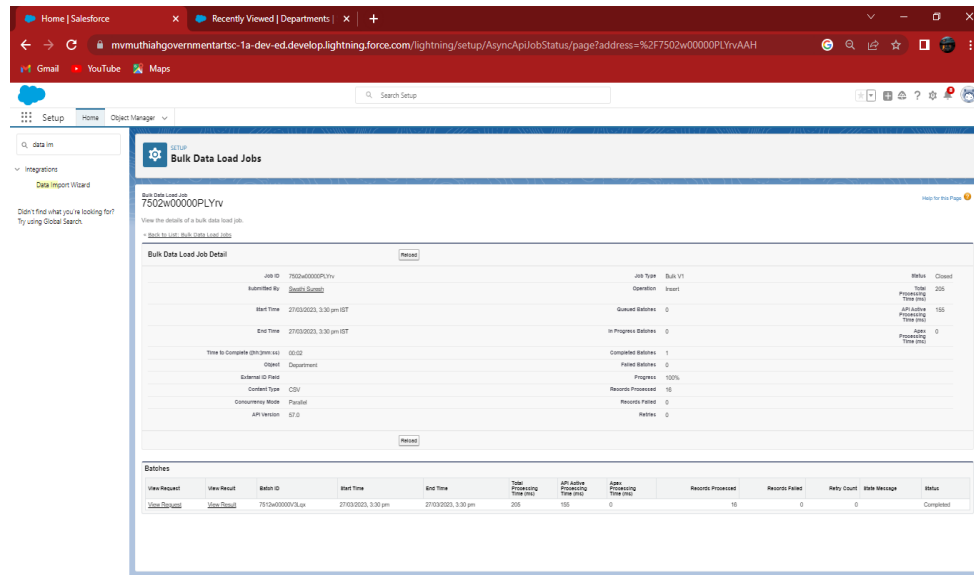 Home | Salesforce
Recently Viewed | Departments |
mvmuthiahgovernmentartsc-1a-dev-ed.develop.lightning.force.com/lightning/setup/AsyncApiJobStatus/page?address=%2F7502w00000PLYrvAAH
Gmail YouTube Maps
Search Setup
Setup Home Object Manager
data im
Integrations
Data Import Wizard
Didn't find what you're looking for?
Try using Global Search.
SETUP
Bulk Data Load Jobs
Bulk Data Load Job
7502w00000PLYrv
Help for this Page
View the details of a bulk data load job.
« Back to List: Bulk Data Load Jobs
Bulk Data Load Job Detail Reload
Job ID 7502w00000PLYrv Job Type Bulk V1 Status Closed
Submitted By Swathi Suresh Operation Insert Total Processing Time (ms) 205
Start Time 27/03/2023, 3:30 pm IST Queued Batches 0 API Active Processing Time (ms) 155
End Time 27/03/2023, 3:30 pm IST In Progress Batches 0 Apex Processing Time (ms) 0
Time to Complete ([hh:]mm:ss) 00:02 Completed Batches 1
Object Department Failed Batches 0
External ID Field Progress 100%
Content Type CSV Records Processed 16
Concurrency Mode Parallel Records Failed 0
API Version 57.0 Retries 0
Reload
Batches
View Request View Result Batch ID Start Time End Time Total Processing Time (ms) API Active Processing Time (ms) Apex Processing Time (ms) Records Processed Records Failed Retry Count State Message Status
View Request View Result 7512w00000V3Lqx 27/03/2023, 3:30 pm 27/03/2023, 3:30 pm 205 155 0 16 0 0 Completed